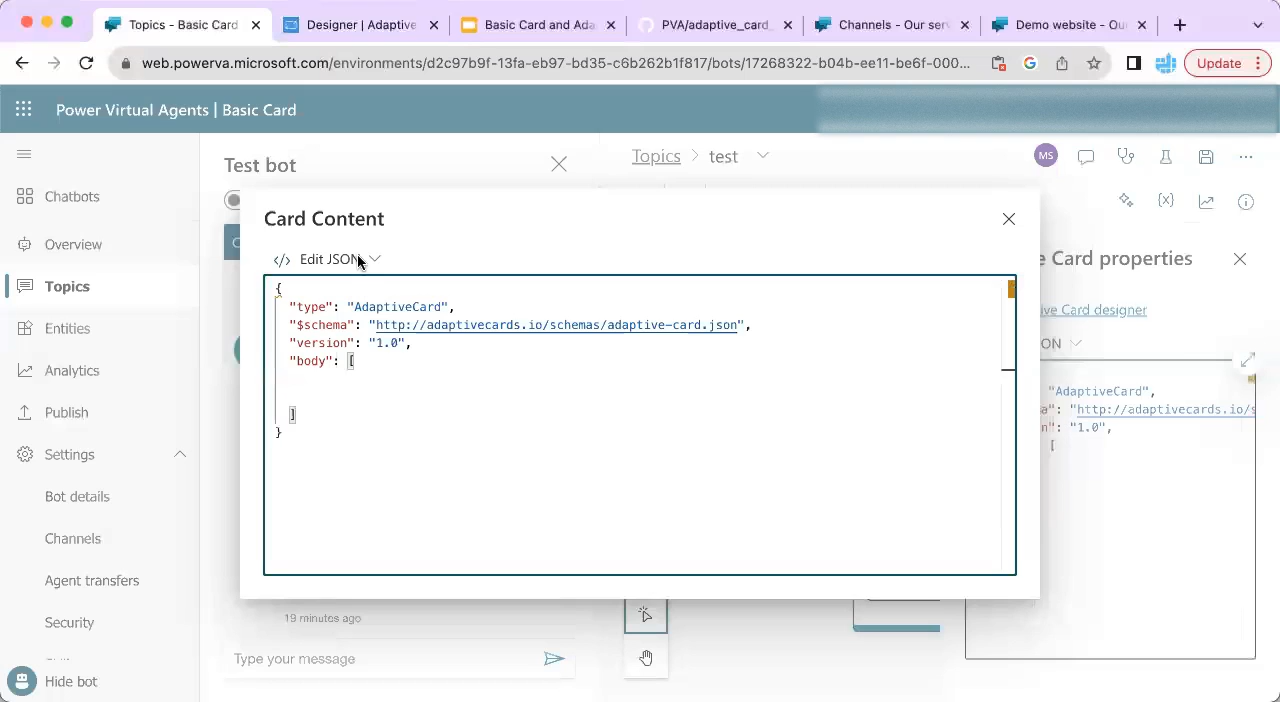 Topics - Basic Card
Designer | Adaptive
Basic Card and Ada
PVA/adaptive_card_
Channels - Our serv
Demo website - Ou
web.powerva.microsoft.com/environments/d2c97b9f-13fa-eb97-bd35-c6b262b1f817/bots/17268322-b04b-ee11-be6f-000...
Update
Power Virtual Agents | Basic Card
Test bot
Topics > test
MS
Chatbots
Overview
Topics
Entities
Analytics
Publish
Settings
Bot details
Channels
Agent transfers
Security
Hide bot
Card Content
</> Edit JSON
{
"type": "AdaptiveCard",
"$schema": "http://adaptivecards.io/schemas/adaptive-card.json",
"version": "1.0",
"body": [
]
}
e Card properties
ive Card designer
ON
"AdaptiveCard",
a": "http://adaptivecards.io/s
n": "1.0",
[
19 minutes ago
Type your message